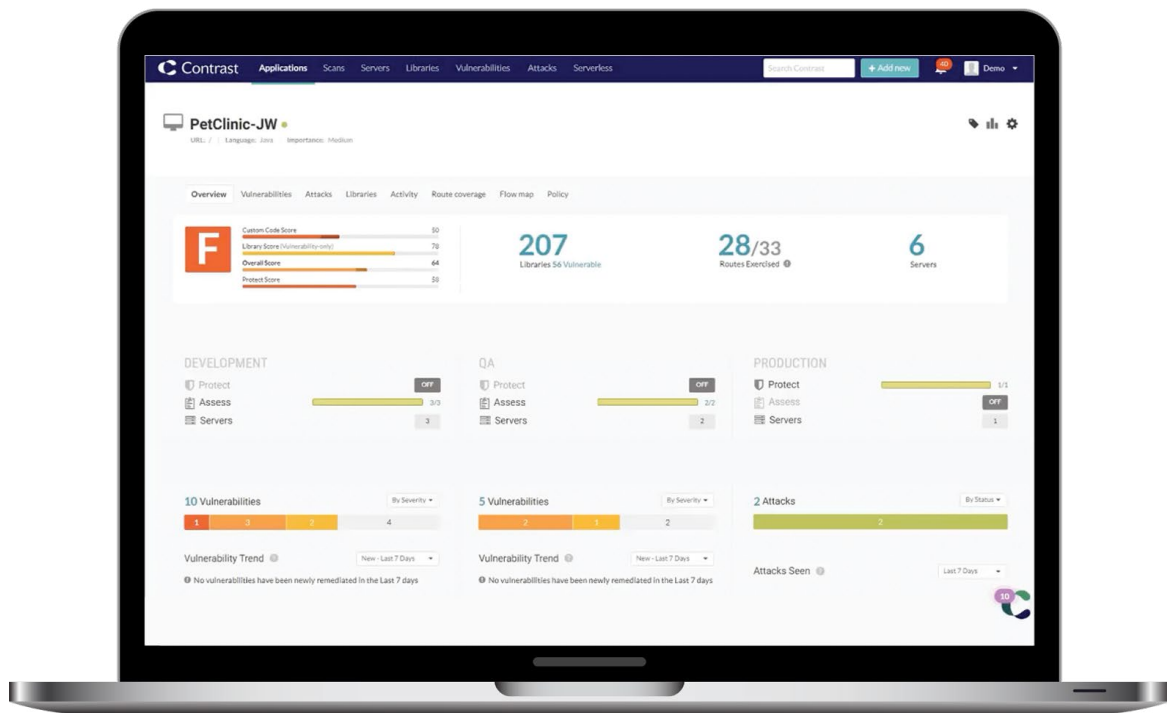 Contrast Applications Scans Servers Libraries Vulnerabilities Attacks Serverless Search Contrast + Add new 40 Demo
PetClinic-JW
URL: / Language: Java Importance: Medium
Overview Vulnerabilities Attacks Libraries Activity Route coverage Flow map Policy
F
Custom Code Score 50
Library Score (Vulnerability-only) 78
Overall Score 64
Protect Score 58
207
Libraries 56 Vulnerable
28/33
Routes Exercised
6
Servers
DEVELOPMENT
Protect OFF
Assess 3/3
Servers 3
QA
Protect OFF
Assess 2/2
Servers 2
PRODUCTION
Protect 1/1
Assess OFF
Servers 1
10 Vulnerabilities By Severity
1 3 2 4
Vulnerability Trend New - Last 7 Days
No vulnerabilities have been newly remediated in the Last 7 days
5 Vulnerabilities By Severity
2 1 2
Vulnerability Trend New - Last 7 Days
No vulnerabilities have been newly remediated in the Last 7 days
2 Attacks By Status
2
Attacks Seen Last 7 Days
10